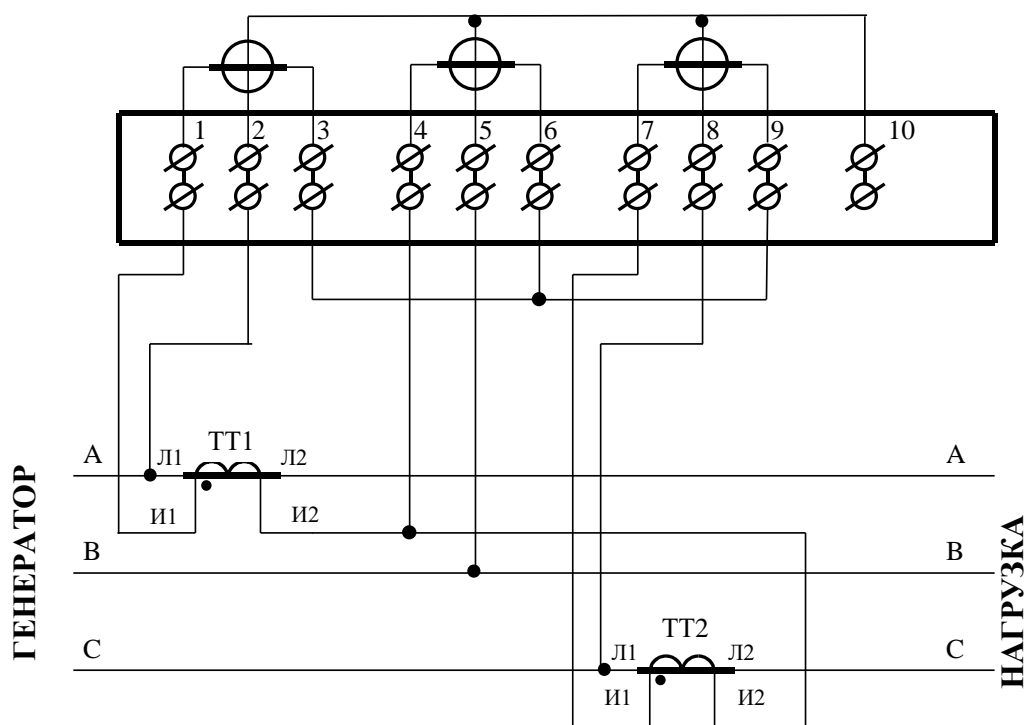 1 2 3 4 5 6 7 8 9 10
ТТ1
А Л1 Л2 А
И1 И2
В В
ТТ2
С Л1 Л2 С
И1 И2
ГЕНЕРАТОР
НАГРУЗКА